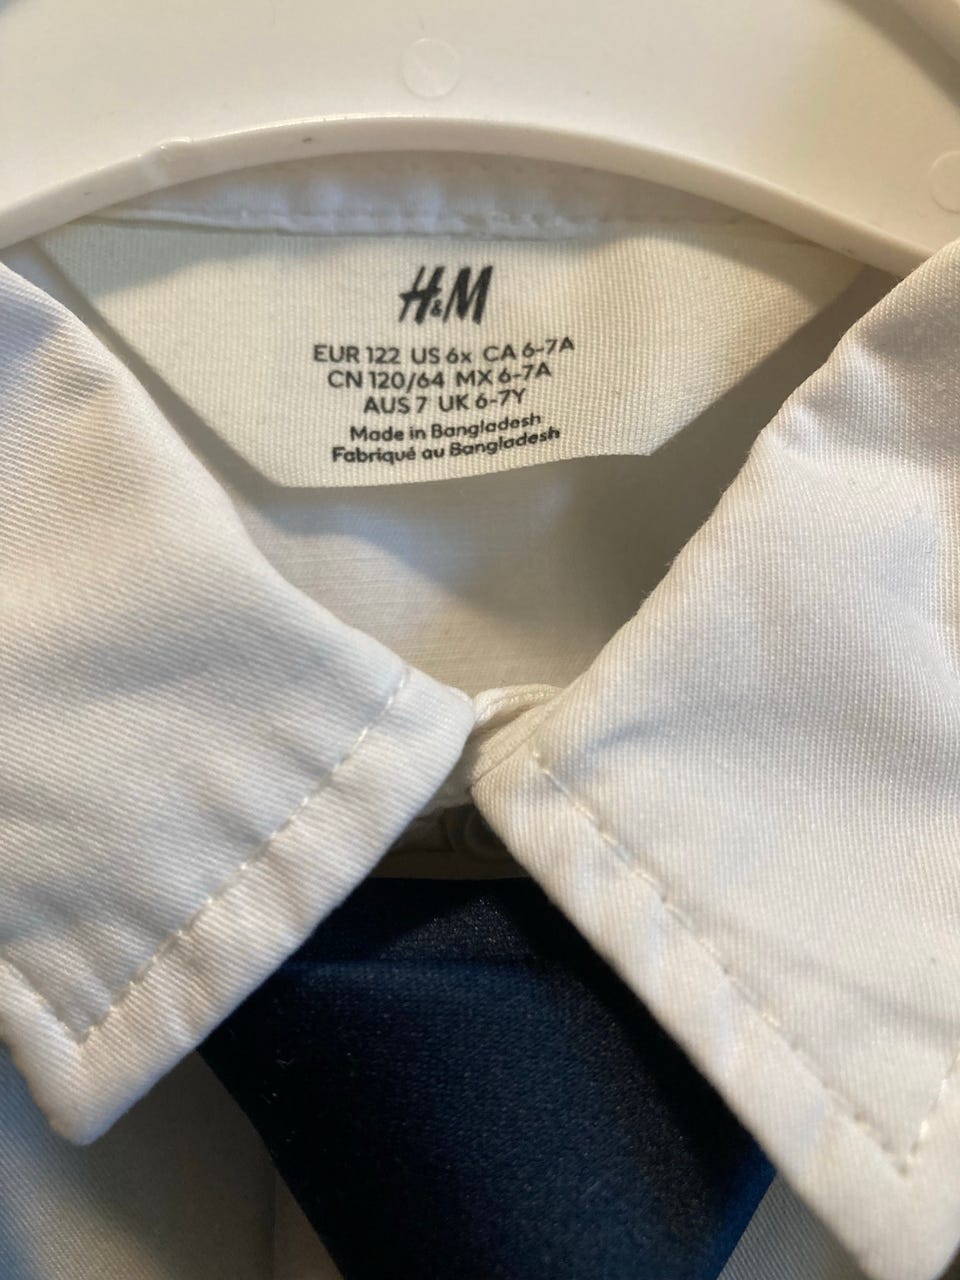 H&M
EUR 122 US 6x CA 6-7A
CN 120/64 MX 6-7A
AUS 7 UK 6-7Y
Made in Bangladesh
Fabriqué au Bangladesh